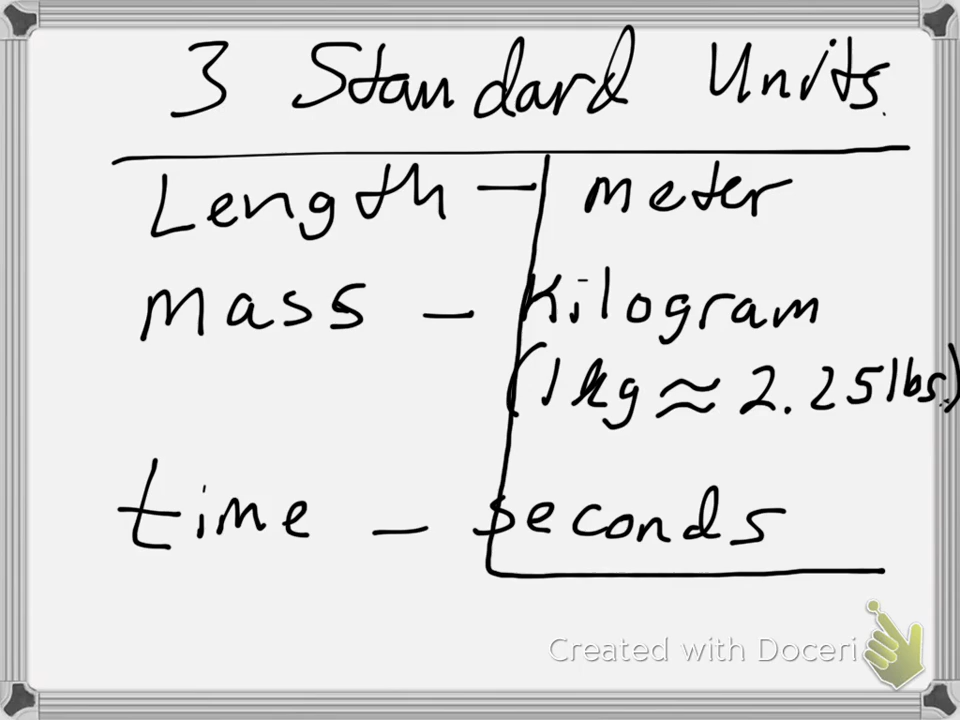 3 Standard Units.
Length - meter
mass - Kilogram
(1kg ≈ 2.25lbs.)
time - seconds
Created with Doceri